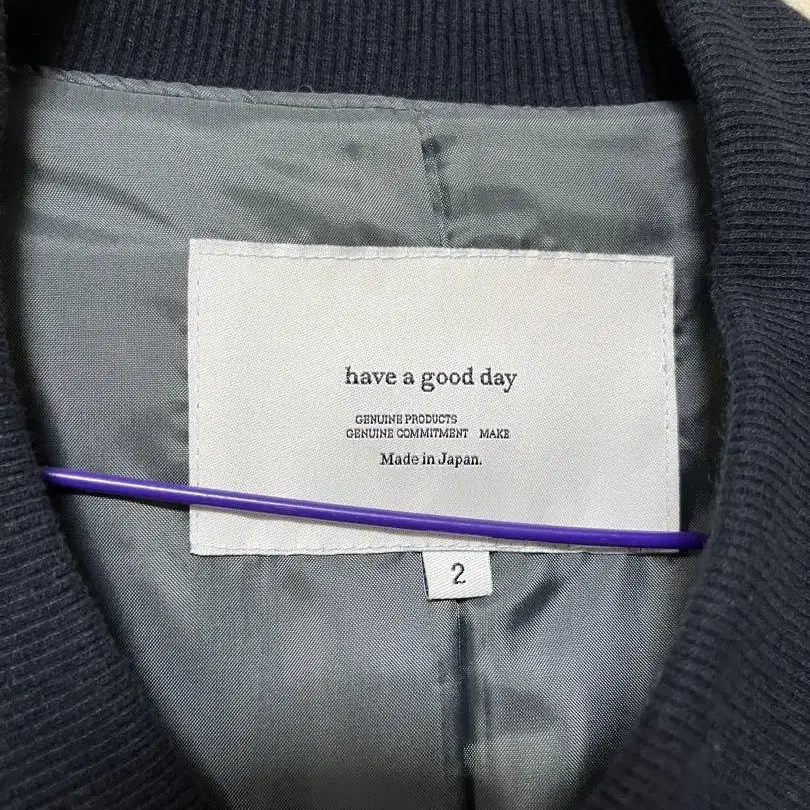 have a good day
GENUINE PRODUCTS
GENUINE COMMITMENT MAKE
Made in Japan.
2